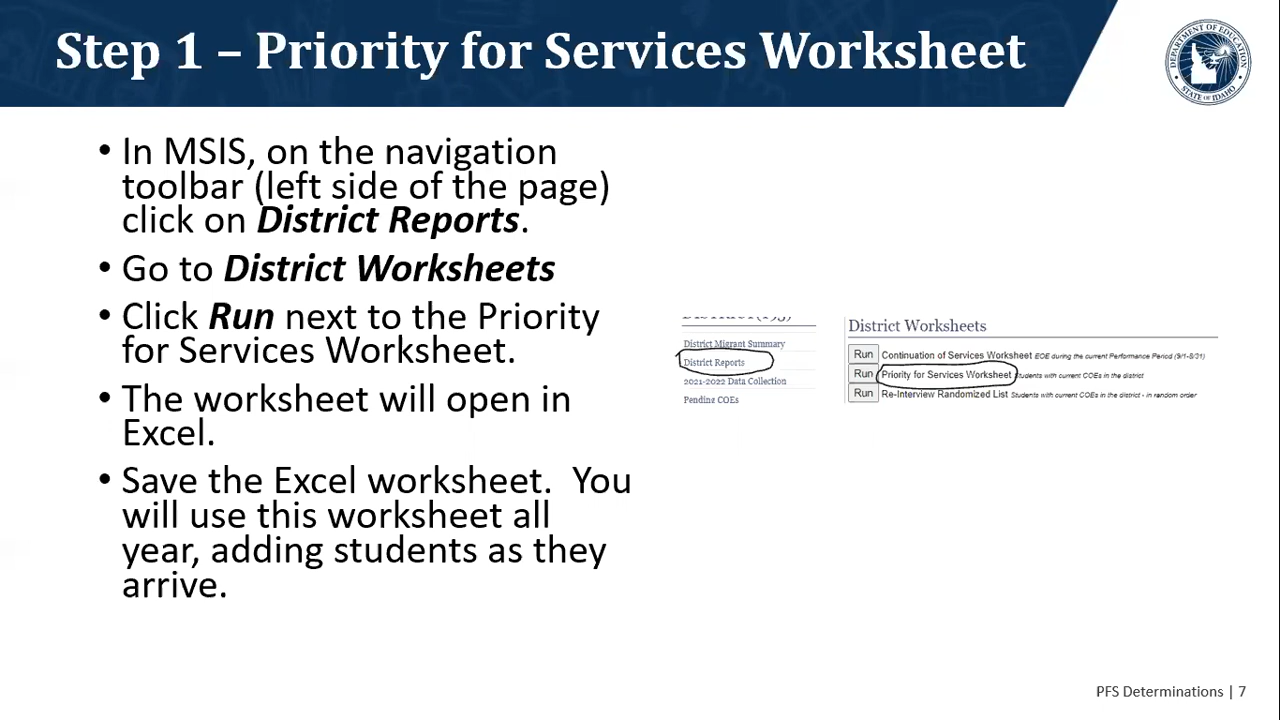 Step 1 – Priority for Services Worksheet
DEPARTMENT OF EDUCATION
STATE OF IDAHO
• In MSIS, on the navigation
toolbar (left side of the page)
click on District Reports.
• Go to District Worksheets
• Click Run next to the Priority
for Services Worksheet.
• The worksheet will open in
Excel.
• Save the Excel worksheet.  You
will use this worksheet all
year, adding students as they
arrive.
District Migrant Summary
District Reports
2021-2022 Data Collection
Pending COEs
District Worksheets
Run Continuation of Services Worksheet EOE during the current Performance Period (9/1-8/31)
Run Priority for Services Worksheet Students with current COEs in the district
Run Re-Interview Randomized List Students with current COEs in the district - in random order
PFS Determinations | 7